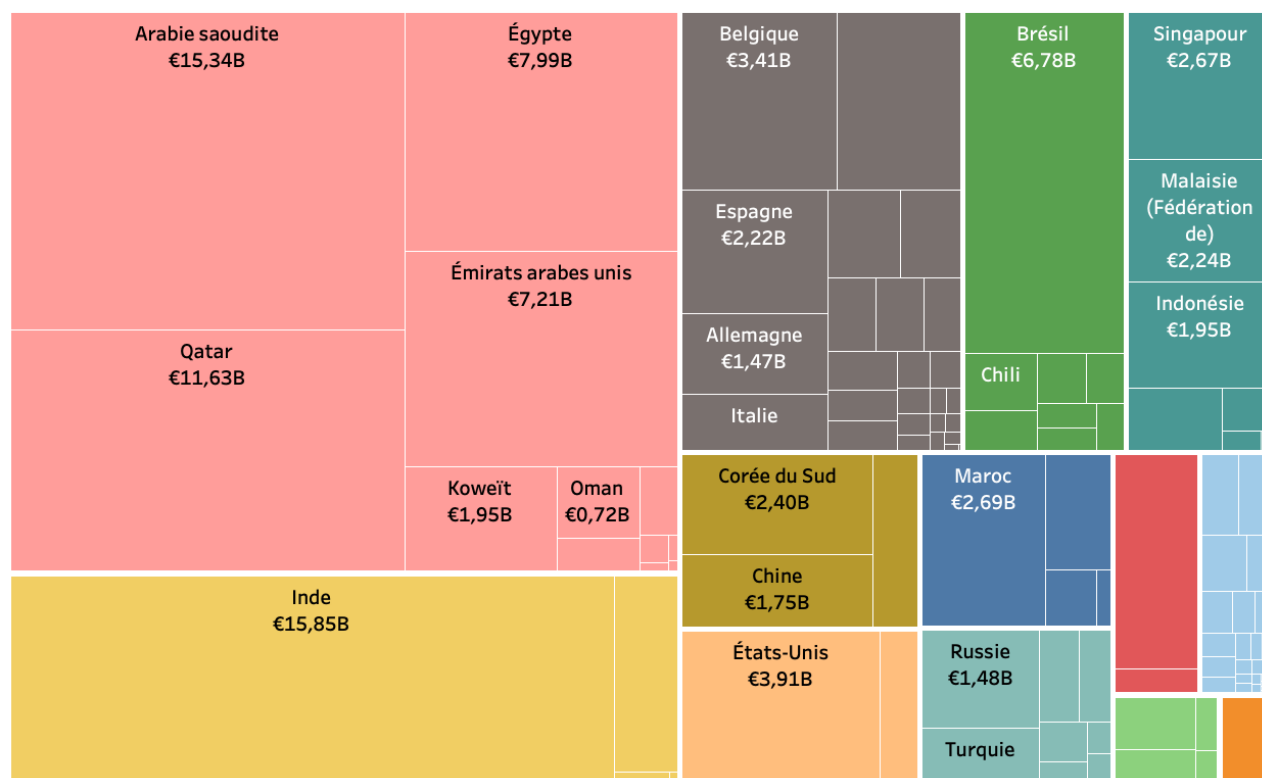 Arabie saoudite
€15,34B
Égypte
€7,99B
Émirats arabes unis
€7,21B
Qatar
€11,63B
Koweït
€1,95B
Oman
€0,72B
Inde
€15,85B
Belgique
€3,41B
Espagne
€2,22B
Allemagne
€1,47B
Italie
Brésil
€6,78B
Chili
Singapour
€2,67B
Malaisie
(Fédération
de)
€2,24B
Indonésie
€1,95B
Corée du Sud
€2,40B
Chine
€1,75B
Maroc
€2,69B
États-Unis
€3,91B
Russie
€1,48B
Turquie